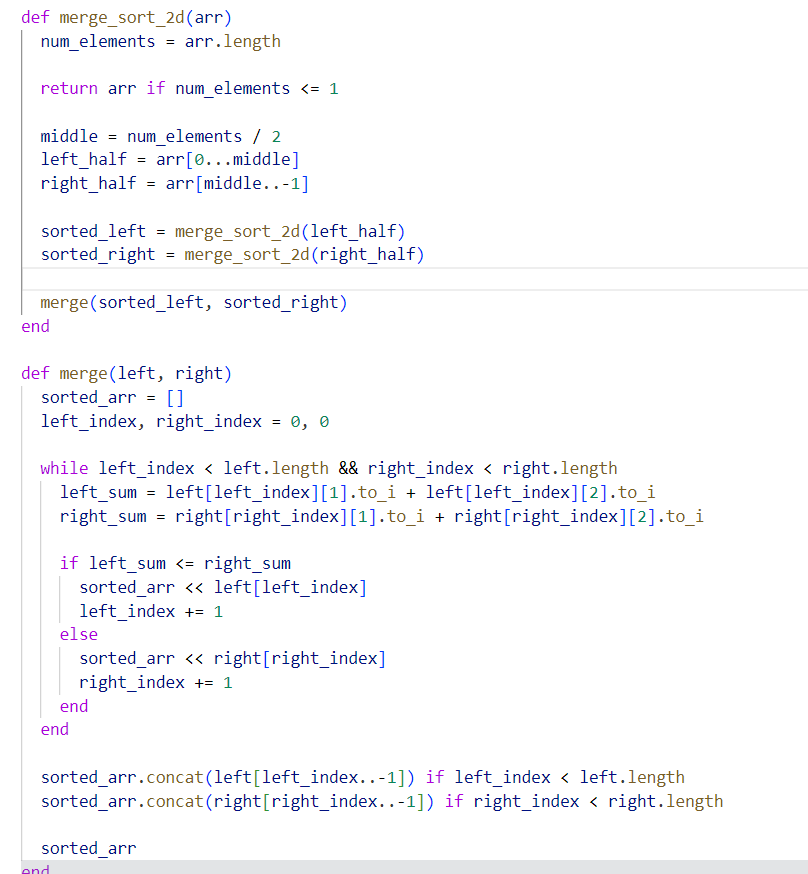 def merge_sort_2d(arr)
  num_elements = arr.length

  return arr if num_elements <= 1

  middle = num_elements / 2
  left_half = arr[0...middle]
  right_half = arr[middle..-1]

  sorted_left = merge_sort_2d(left_half)
  sorted_right = merge_sort_2d(right_half)

  merge(sorted_left, sorted_right)
end

def merge(left, right)
  sorted_arr = []
  left_index, right_index = 0, 0

  while left_index < left.length && right_index < right.length
    left_sum = left[left_index][1].to_i + left[left_index][2].to_i
    right_sum = right[right_index][1].to_i + right[right_index][2].to_i

    if left_sum <= right_sum
      sorted_arr << left[left_index]
      left_index += 1
    else
      sorted_arr << right[right_index]
      right_index += 1
    end
  end

  sorted_arr.concat(left[left_index..-1]) if left_index < left.length
  sorted_arr.concat(right[right_index..-1]) if right_index < right.length

  sorted_arr
end